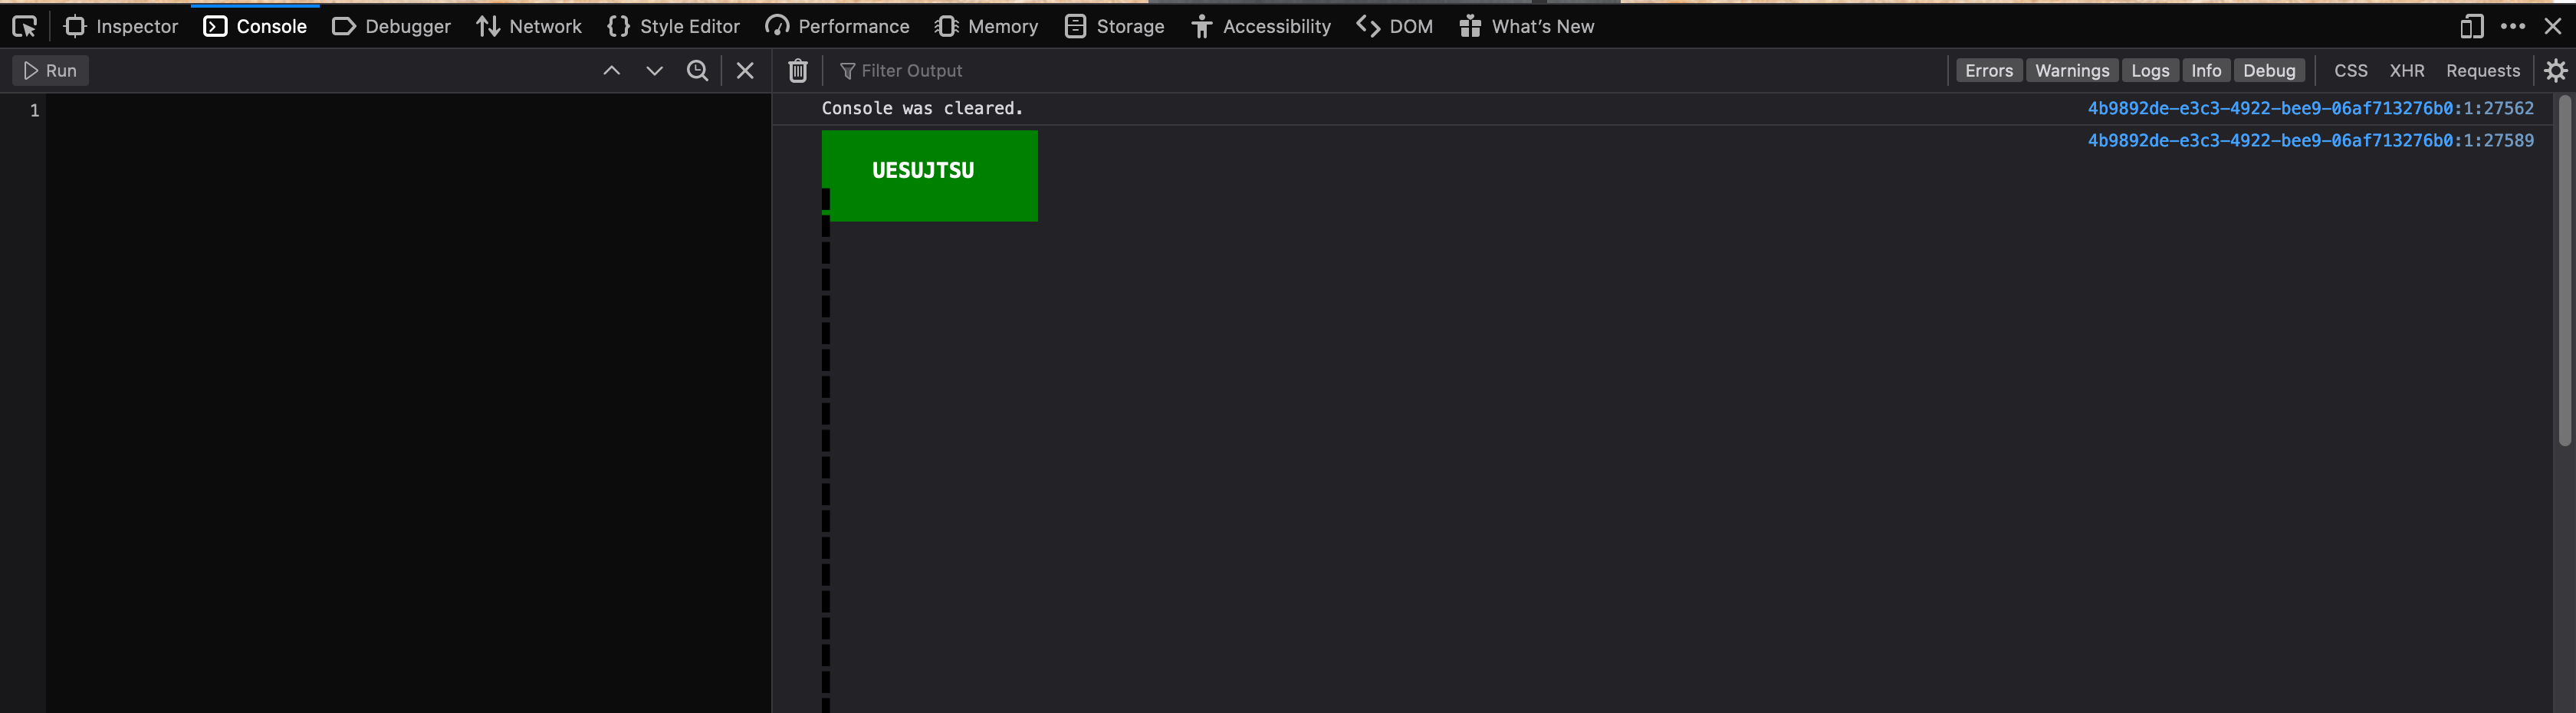 Inspector Console Debugger Network Style Editor Performance Memory Storage Accessibility DOM What’s New
Run Filter Output Errors Warnings Logs Info Debug CSS XHR Requests
1
Console was cleared. 4b9892de-e3c3-4922-bee9-06af713276b0:1:27562
4b9892de-e3c3-4922-bee9-06af713276b0:1:27589
UESUJTSU